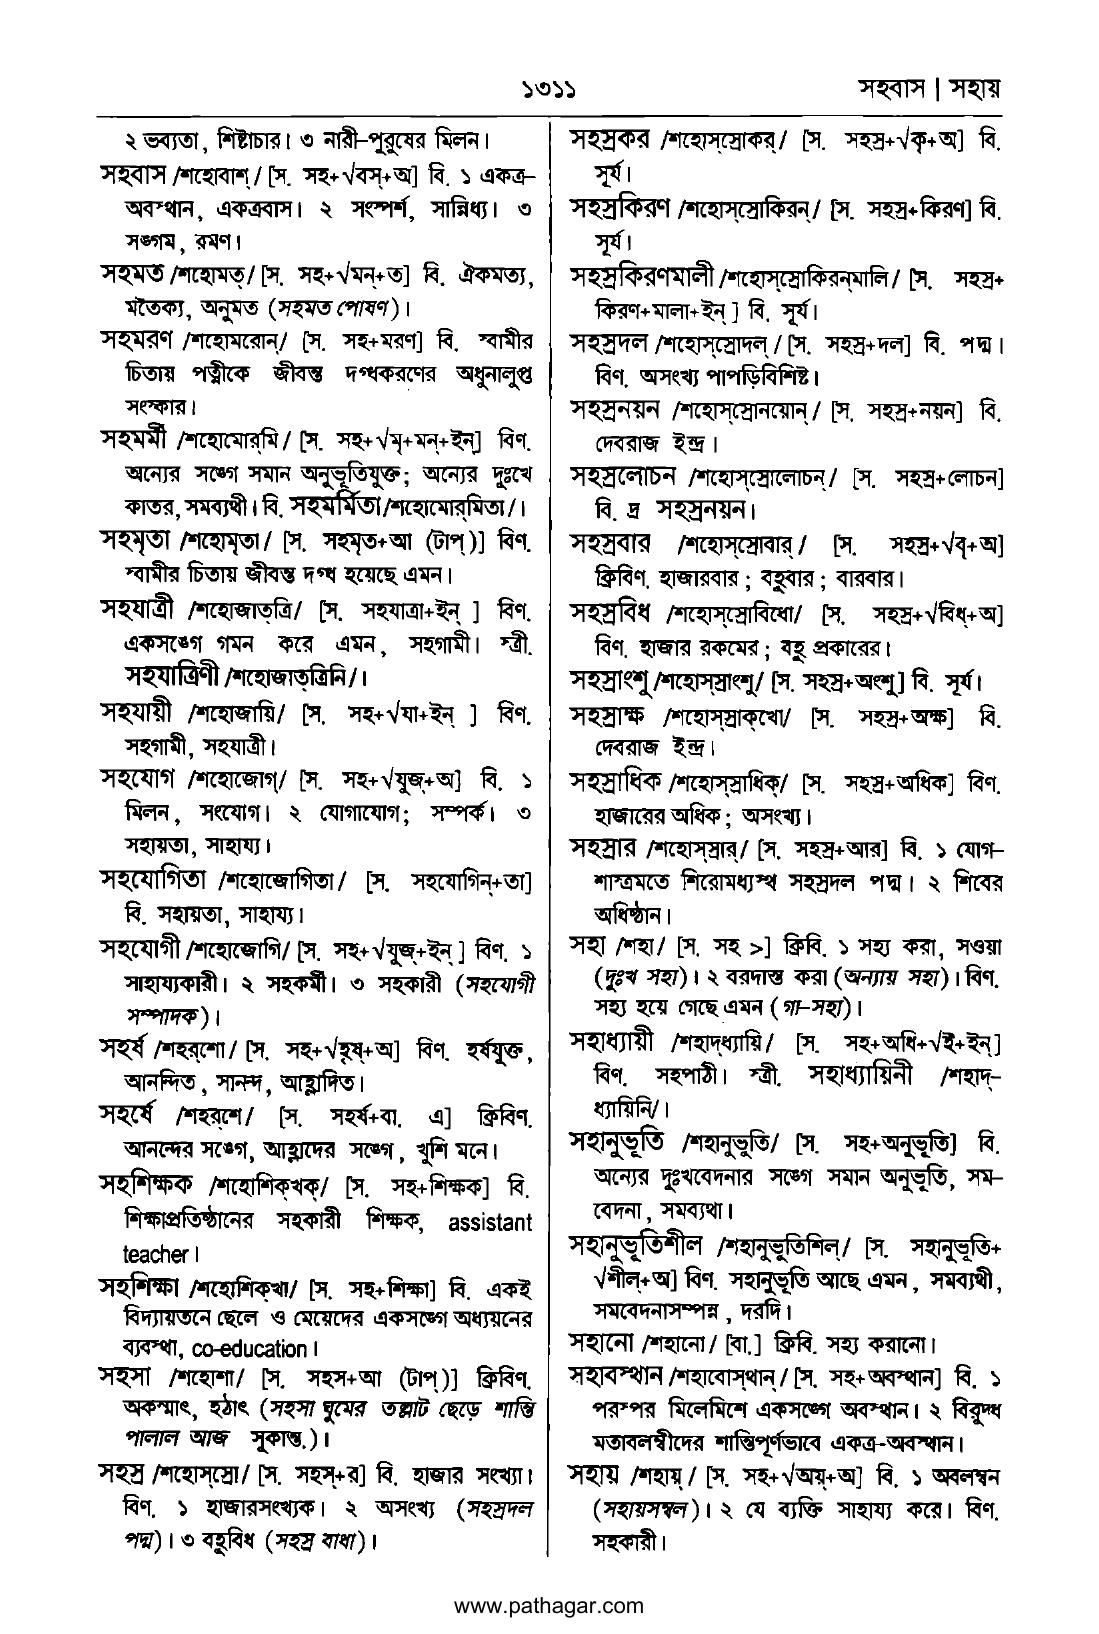 ১৩১১
সহবাস | সহায়
২ ভব্যতা, শিষ্টাচার। ৩ নারী-পুরুষের মিলন।
সহবাস /শহোবাশ্/ [স. সহ+√বস্+অ] বি. ১ একত্র-
অবস্থান, একত্রবাস। ২ সংস্পর্শ, সান্নিধ্য। ৩
সঙ্গম, রমণ।
সহমত /শহোমত্/ [স. সহ+√মন্+ত] বি. ঐকমত্য,
মতৈক্য, অনুমত (সহমত পোষণ)।
সহমরণ /শহোমরোন্/ [স. সহ+মরণ] বি. স্বামীর
চিতায় পত্নীকে জীবন্ত দগ্ধকরণের অধুনালুপ্ত
সংস্কার।
সহমর্মী /শহোমোর্মি/ [স. সহ+√মৃ+মন্+ইন্] বিণ.
অন্যের সঙ্গে সমান অনুভূতিযুক্ত; অন্যের দুঃখে
কাতর, সমব্যথী। বি. সহমর্মিতা/শহোমোর্মিতা/।
সহমৃতা /শহোমৃতা/ [স. সহমৃত+আ (টাপ্)] বিণ.
স্বামীর চিতায় জীবন্ত দগ্ধ হয়েছে এমন।
সহযাত্রী /শহোজাত্ত্রি/ [স. সহযাত্রা+ইন্ ] বিণ.
একসঙ্গে গমন করে এমন, সহগামী। স্ত্রী.
সহযাত্রিণী /শহোজাত্ত্রিনি/।
সহযায়ী /শহোজায়ি/ [স. সহ+√যা+ইন্ ] বিণ.
সহগামী, সহযাত্রী।
সহযোগ /শহোজোগ্/ [স. সহ+√যুজ্+অ] বি. ১
মিলন, সংযোগ। ২ যোগাযোগ; সম্পর্ক। ৩
সহায়তা, সাহায্য।
সহযোগিতা /শহোজোগিতা/ [স. সহযোগিন্+তা]
বি. সহায়তা, সাহায্য।
সহযোগী /শহোজোগি/ [স. সহ+√যুজ্+ইন্ ] বিণ. ১
সাহায্যকারী। ২ সহকর্মী। ৩ সহকারী (সহযোগী
সম্পাদক)।
সহর্ষ /শহর্শো/ [স. সহ+√হৃষ্+অ] বিণ. হর্ষযুক্ত,
আনন্দিত, সানন্দ, আহ্লাদিত।
সহর্ষে /শহর্শে/ [স. সহর্ষ+বা. এ] ক্রিবিণ.
আনন্দের সঙ্গে, আহ্লাদের সঙ্গে, খুশি মনে।
সহশিক্ষক /শহোশিক্খক্/ [স. সহ+শিক্ষক] বি.
শিক্ষাপ্রতিষ্ঠানের সহকারী শিক্ষক, assistant
teacher।
সহশিক্ষা /শহোশিক্খা/ [স. সহ+শিক্ষা] বি. একই
বিদ্যায়তনে ছেলে ও মেয়েদের একসঙ্গে অধ্যয়নের
ব্যবস্থা, co-education।
সহসা /শহোশা/ [স. সহস+আ (টাপ্)] ক্রিবিণ.
অকস্মাৎ, হঠাৎ (সহসা ঘুমের তল্লাট ছেড়ে শান্তি
পালাল আজ সুকান্ত.)।
সহস্র /শহোস্স্রো/ [স. সহস্+র] বি. হাজার সংখ্যা।
বিণ. ১ হাজারসংখ্যক। ২ অসংখ্য (সহস্রদল
পদ্ম)। ৩ বহুবিধ (সহস্র বাধা)।
সহস্রকর /শহোস্স্রোকর্/ [স. সহস্র+√কৃ+অ] বি.
সূর্য।
সহস্রকিরণ /শহোস্স্রোকিরন্/ [স. সহস্র+কিরণ] বি.
সূর্য।
সহস্রকিরণমালী /শহোস্স্রোকিরন্মালি/ [স. সহস্র+
কিরণ+মালা+ইন্ ] বি. সূর্য।
সহস্রদল /শহোস্স্রোদল্/ [স. সহস্র+দল] বি. পদ্ম।
বিণ. অসংখ্য পাপড়িবিশিষ্ট।
সহস্রনয়ন /শহোস্স্রোনয়োন্/ [স. সহস্র+নয়ন] বি.
দেবরাজ ইন্দ্র।
সহস্রলোচন /শহোস্স্রোলোচন্/ [স. সহস্র+লোচন]
বি. দ্র সহস্রনয়ন।
সহস্রবার /শহোস্স্রোবার্/ [স. সহস্র+√বৃ+অ]
ক্রিবিণ. হাজারবার; বহুবার; বারবার।
সহস্রবিধ /শহোস্স্রোবিধো/ [স. সহস্র+√বিধ্+অ]
বিণ. হাজার রকমের; বহু প্রকারের।
সহস্রাংশু /শহোস্স্রাংশু/ [স. সহস্র+অংশু] বি. সূর্য।
সহস্রাক্ষ /শহোস্স্রাক্খো/ [স. সহস্র+অক্ষ] বি.
দেবরাজ ইন্দ্র।
সহস্রাধিক /শহোস্স্রাধিক্/ [স. সহস্র+অধিক] বিণ.
হাজারের অধিক; অসংখ্য।
সহস্রার /শহোস্স্রার্/ [স. সহস্র+আর] বি. ১ যোগ-
শাস্ত্রমতে শিরোমধ্যস্থ সহস্রদল পদ্ম। ২ শিবের
অধিষ্ঠান।
সহা /শহা/ [স. সহ >] ক্রিবি. ১ সহ্য করা, সওয়া
(দুঃখ সহা)। ২ বরদাস্ত করা (অন্যায় সহা)। বিণ.
সহ্য হয়ে গেছে এমন (গা-সহা)।
সহাধ্যায়ী /শহাদ্ধ্যায়ি/ [স. সহ+অধি+√ই+ইন্]
বিণ. সহপাঠী। স্ত্রী. সহাধ্যায়িনী /শহাদ্-
ধ্যায়িনি/।
সহানুভূতি /শহানুভুতি/ [স. সহ+অনুভূতি] বি.
অন্যের দুঃখবেদনার সঙ্গে সমান অনুভূতি, সম-
বেদনা, সমব্যথা।
সহানুভূতিশীল /শহানুভুতিশিল্/ [স. সহানুভূতি+
√শীল্+অ] বিণ. সহানুভূতি আছে এমন, সমব্যথী,
সমবেদনাসম্পন্ন, দরদি।
সহানো /শহানো/ [বা.] ক্রিবি. সহ্য করানো।
সহাবস্থান /শহাবোস্থান্/ [স. সহ+অবস্থান] বি. ১
পরস্পর মিলেমিশে একসঙ্গে অবস্থান। ২ বিরুদ্ধ
মতাবলম্বীদের শান্তিপূর্ণভাবে একত্র-অবস্থান।
সহায় /শহায়্/ [স. সহ+√অয়্+অ] বি. ১ অবলম্বন
(সহায়সম্বল)। ২ যে ব্যক্তি সাহায্য করে। বিণ.
সহকারী।
www.pathagar.com